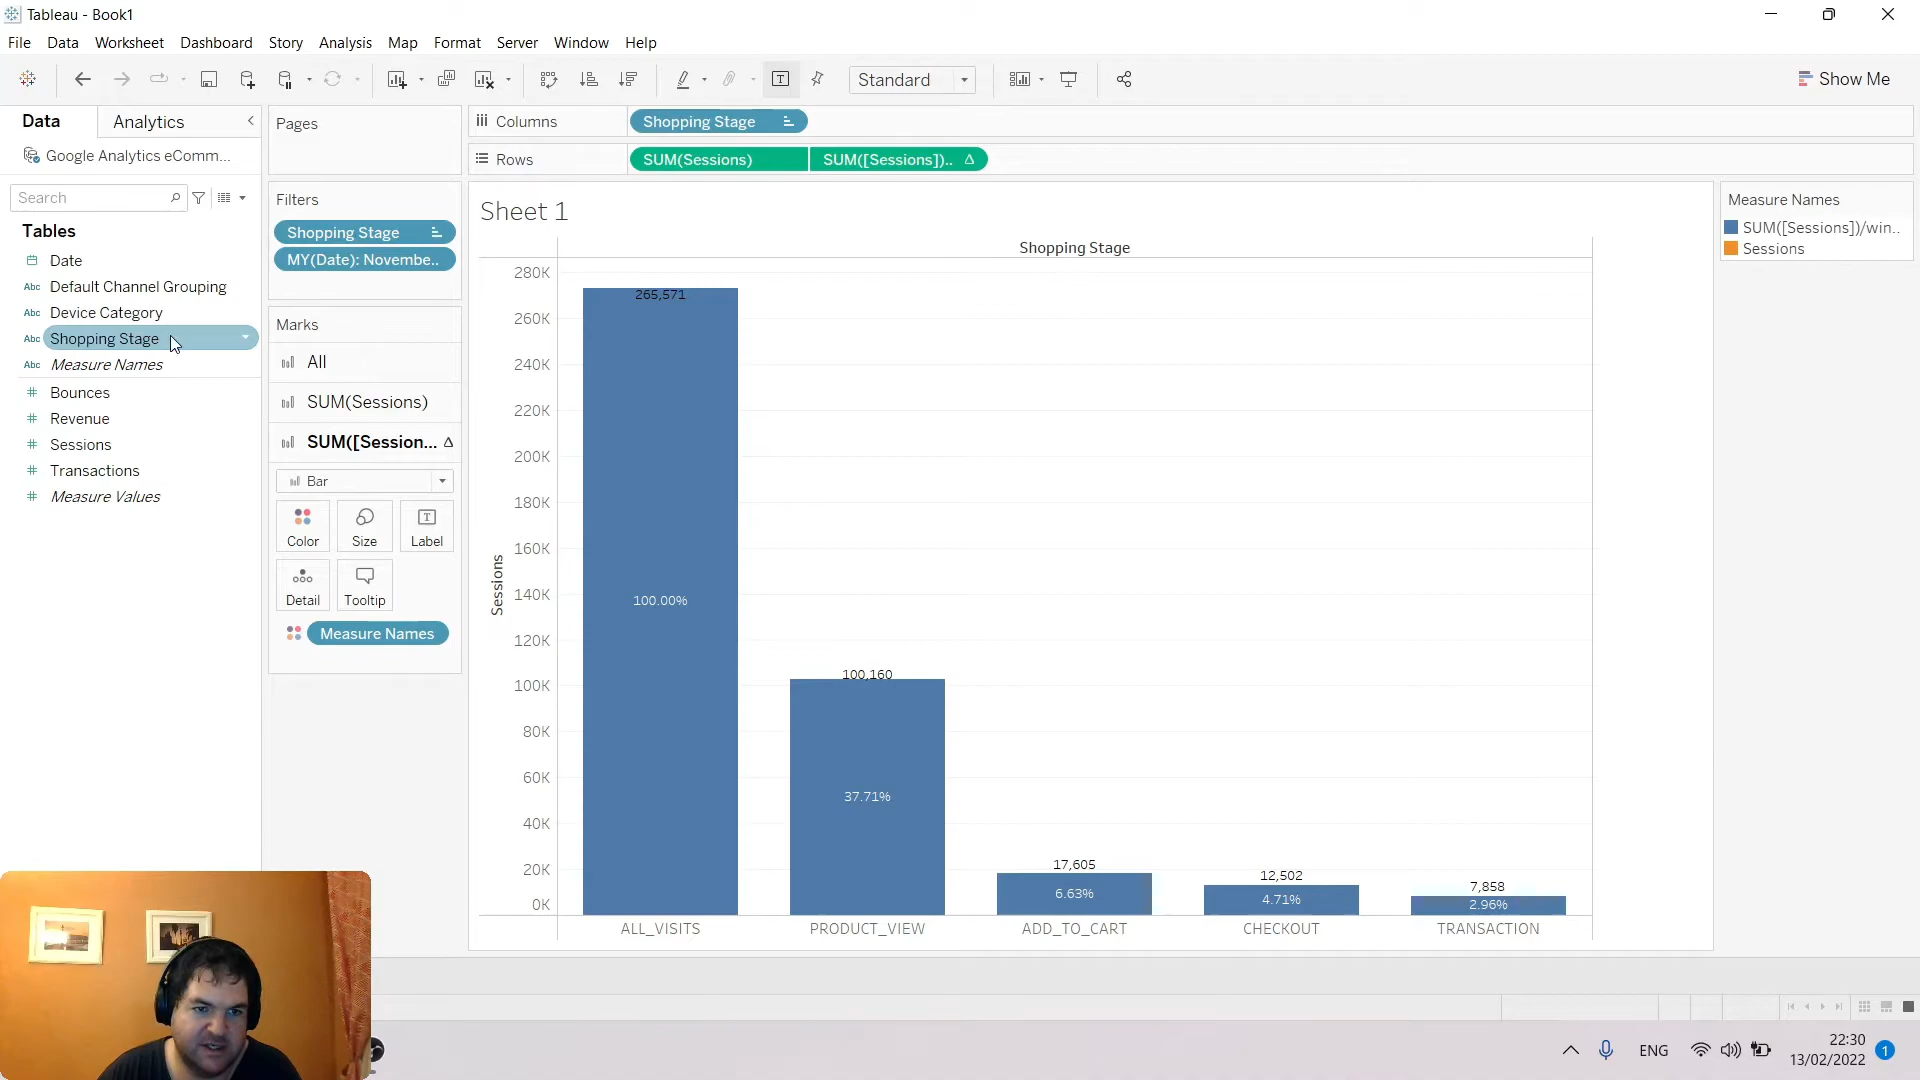 Tableau - Book1
File Data Worksheet Dashboard Story Analysis Map Format Server Window Help
Standard
Show Me
Data
Analytics
Google Analytics eComm...
Search
Tables
Date
Abc Default Channel Grouping
Abc Device Category
Abc Shopping Stage
Abc Measure Names
# Bounces
# Revenue
# Sessions
# Transactions
# Measure Values
Pages
Filters
Shopping Stage
MY(Date): Novembe..
Marks
All
SUM(Sessions)
SUM([Session... Δ
Bar
Color
Size
Label
Detail
Tooltip
Measure Names
Columns
Shopping Stage
Rows
SUM(Sessions)
SUM([Sessions]).. Δ
Sheet 1
Shopping Stage
Sessions
280K
260K
240K
220K
200K
180K
160K
140K
120K
100K
80K
60K
40K
20K
0K
265,571
100.00%
100,160
37.71%
17,605
6.63%
12,502
4.71%
7,858
2.96%
ALL_VISITS
PRODUCT_VIEW
ADD_TO_CART
CHECKOUT
TRANSACTION
Measure Names
SUM([Sessions])/win..
Sessions
ENG
22:30
13/02/2022
1